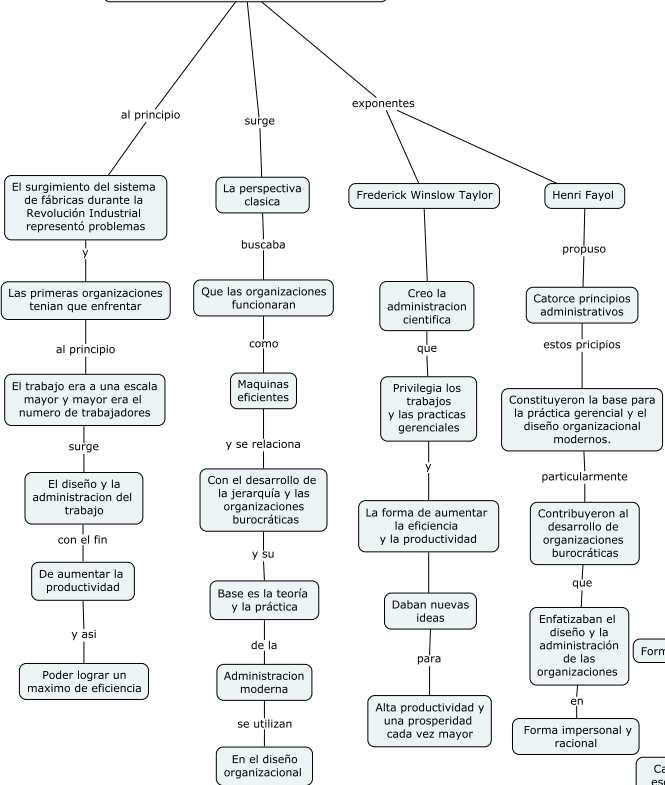 al principio
El surgimiento del sistema
de fábricas durante la
Revolución Industrial
representó problemas
y
Las primeras organizaciones
tenian que enfrentar
al principio
El trabajo era a una escala
mayor y mayor era el
numero de trabajadores
surge
El diseño y la
administracion del
trabajo
con el fin
De aumentar la
productividad
y asi
Poder lograr un
maximo de eficiencia
surge
La perspectiva
clasica
buscaba
Que las organizaciones
funcionaran
como
Maquinas
eficientes
y se relaciona
Con el desarrollo de
la jerarquía y las
organizaciones
burocráticas
y su
Base es la teoría
y la práctica
de la
Administracion
moderna
se utilizan
En el diseño
organizacional
exponentes
Frederick Winslow Taylor
Creo la
administracion
cientifica
que
Privilegia los
trabajos
y las practicas
gerenciales
y
La forma de aumentar
la eficiencia
y la productividad
Daban nuevas
ideas
para
Alta productividad y
una prosperidad
cada vez mayor
Henri Fayol
propuso
Catorce principios
administrativos
estos pricipios
Constituyeron la base para
la práctica gerencial y el
diseño organizacional
modernos.
particularmente
Contribuyeron al
desarrollo de
organizaciones
burocráticas
que
Enfatizaban el
diseño y la
administración
de las
organizaciones
en
Forma impersonal y
racional